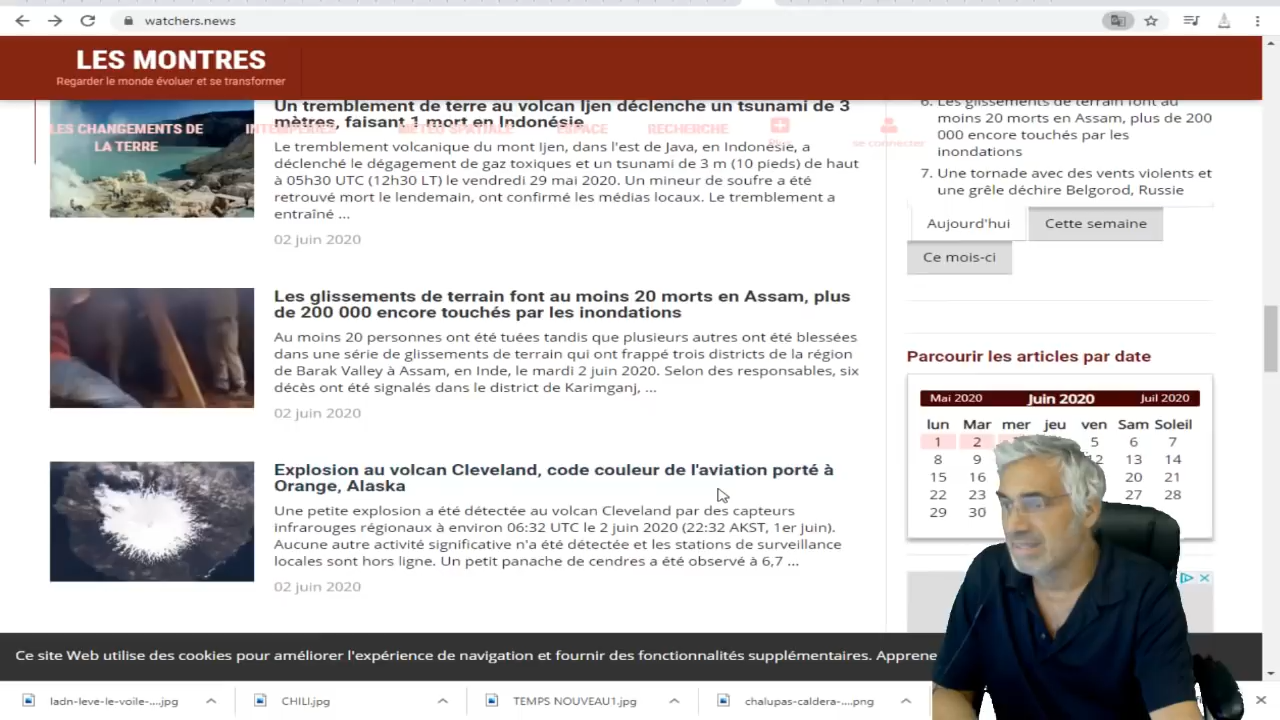 watchers.news
LES MONTRES
Regarder le monde évoluer et se transformer
LES CHANGEMENTS DE
LA TERRE
INTEMPÉRIES
MÉTÉO SPATIALE
ESPACE
RECHERCHE
Plus
se connecter
Un tremblement de terre au volcan Ijen déclenche un tsunami de 3
mètres, faisant 1 mort en Indonésie
Le tremblement volcanique du mont Ijen, dans l'est de Java, en Indonésie, a
déclenché le dégagement de gaz toxiques et un tsunami de 3 m (10 pieds) de haut
à 05h30 UTC (12h30 LT) le vendredi 29 mai 2020. Un mineur de soufre a été
retrouvé mort le lendemain, ont confirmé les médias locaux. Le tremblement a
entraîné ...
02 juin 2020
Les glissements de terrain font au moins 20 morts en Assam, plus
de 200 000 encore touchés par les inondations
Au moins 20 personnes ont été tuées tandis que plusieurs autres ont été blessées
dans une série de glissements de terrain qui ont frappé trois districts de la région
de Barak Valley à Assam, en Inde, le mardi 2 juin 2020. Selon des responsables, six
décès ont été signalés dans le district de Karimganj, ...
02 juin 2020
Explosion au volcan Cleveland, code couleur de l'aviation porté à
Orange, Alaska
Une petite explosion a été détectée au volcan Cleveland par des capteurs
infrarouges régionaux à environ 06:32 UTC le 2 juin 2020 (22:32 AKST, 1er juin).
Aucune autre activité significative n'a été détectée et les stations de surveillance
locales sont hors ligne. Un petit panache de cendres a été observé à 6,7 ...
02 juin 2020
6. Les glissements de terrain font au
moins 20 morts en Assam, plus de 200
000 encore touchés par les
inondations
7. Une tornade avec des vents violents et
une grêle déchire Belgorod, Russie
Aujourd'hui
Cette semaine
Ce mois-ci
Parcourir les articles par date
Mai 2020 Juin 2020 Juil 2020
lun Mar mer jeu ven Sam Soleil
1 2 5 6 7
8 9 12 13 14
15 16 20 21
22 23 27 28
29 30
Ce site Web utilise des cookies pour améliorer l'expérience de navigation et fournir des fonctionnalités supplémentaires.
ladn-leve-le-voile-....jpg
CHILI.jpg
TEMPS NOUVEAU1.jpg
chalupas-caldera-....png